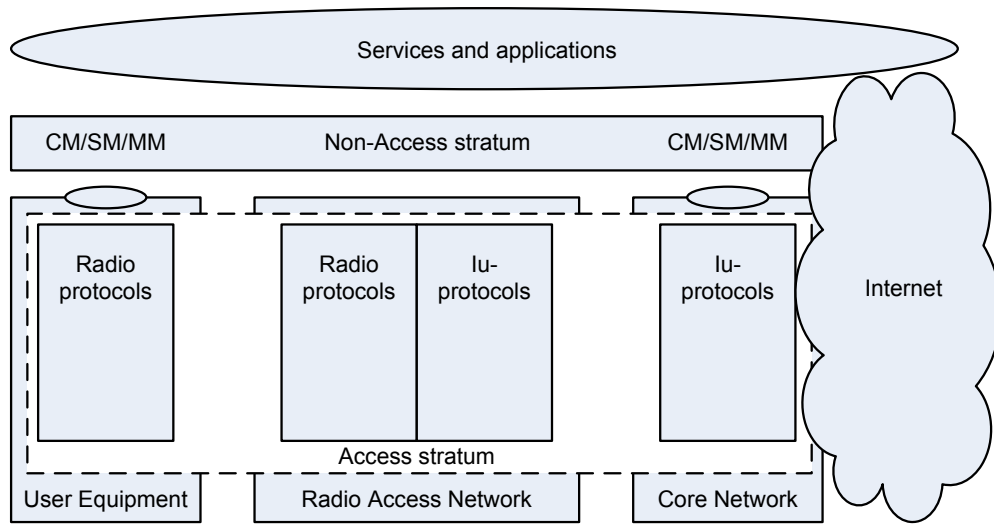 Services and applications
CM/SM/MM
Non-Access stratum
CM/SM/MM
Radio
protocols
Radio
protocols
Iu-
protocols
Iu-
protocols
Internet
Access stratum
User Equipment
Radio Access Network
Core Network